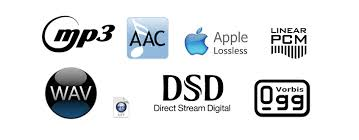 mp3
AAC
Apple
Lossless
LINEAR
PCM
WAV
DSD
Direct Stream Digital
Vorbis
Ogg